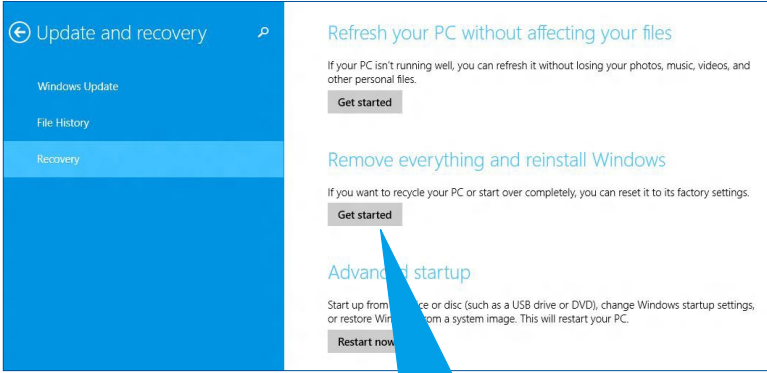 Update and recovery
Windows Update
File History
Recovery
Refresh your PC without affecting your files
If your PC isn't running well, you can refresh it without losing your photos, music, videos, and
other personal files.
Get started
Remove everything and reinstall Windows
If you want to recycle your PC or start over completely, you can reset it to its factory settings.
Get started
startup
Start up from or disc (such as a USB drive or DVD), change Windows startup settings,
or restore from a system image. This will restart your PC.
Restart now